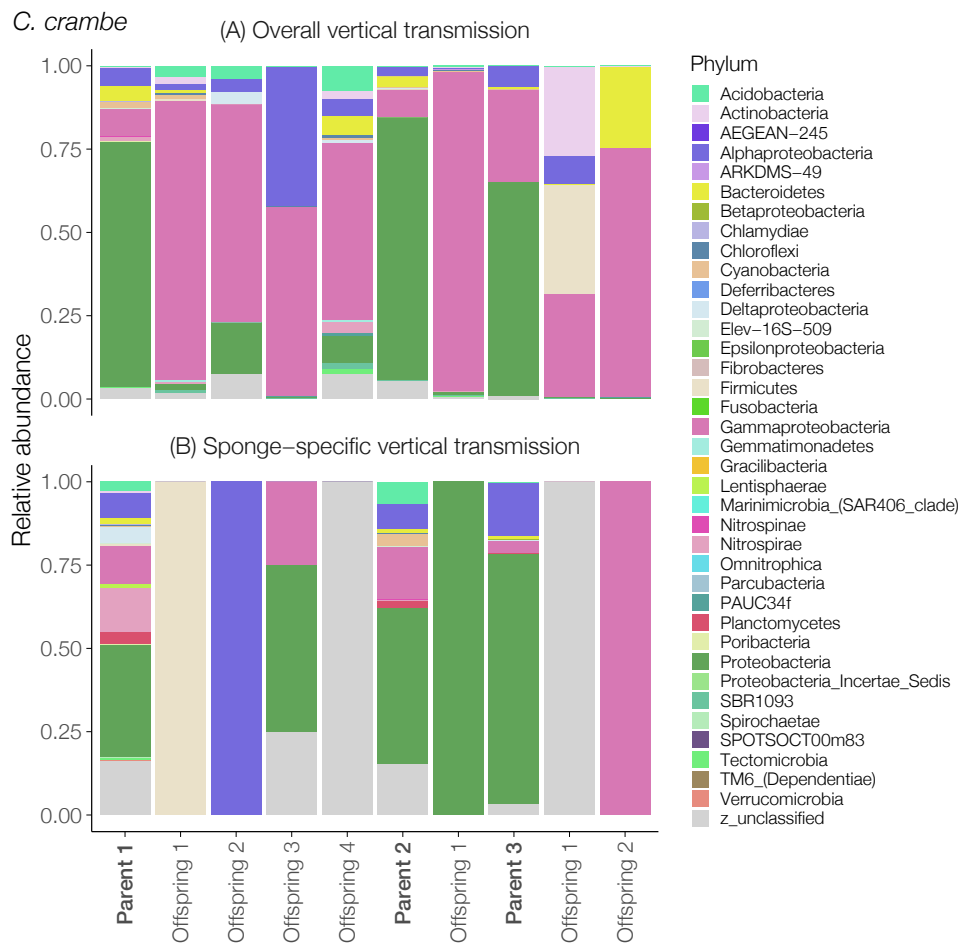 C. crambe
(A) Overall vertical transmission
1.00
0.75
0.50
0.25
0.00
Relative abundance
(B) Sponge−specific vertical transmission
1.00
0.75
0.50
0.25
0.00
Parent 1
Offspring 1
Offspring 2
Offspring 3
Offspring 4
Parent 2
Offspring 1
Parent 3
Offspring 1
Offspring 2
Phylum
Acidobacteria
Actinobacteria
AEGEAN−245
Alphaproteobacteria
ARKDMS−49
Bacteroidetes
Betaproteobacteria
Chlamydiae
Chloroflexi
Cyanobacteria
Deferribacteres
Deltaproteobacteria
Elev−16S−509
Epsilonproteobacteria
Fibrobacteres
Firmicutes
Fusobacteria
Gammaproteobacteria
Gemmatimonadetes
Gracilibacteria
Lentisphaerae
Marinimicrobia_(SAR406_clade)
Nitrospinae
Nitrospirae
Omnitrophica
Parcubacteria
PAUC34f
Planctomycetes
Poribacteria
Proteobacteria
Proteobacteria_Incertae_Sedis
SBR1093
Spirochaetae
SPOTSOCT00m83
Tectomicrobia
TM6_(Dependentiae)
Verrucomicrobia
z_unclassified